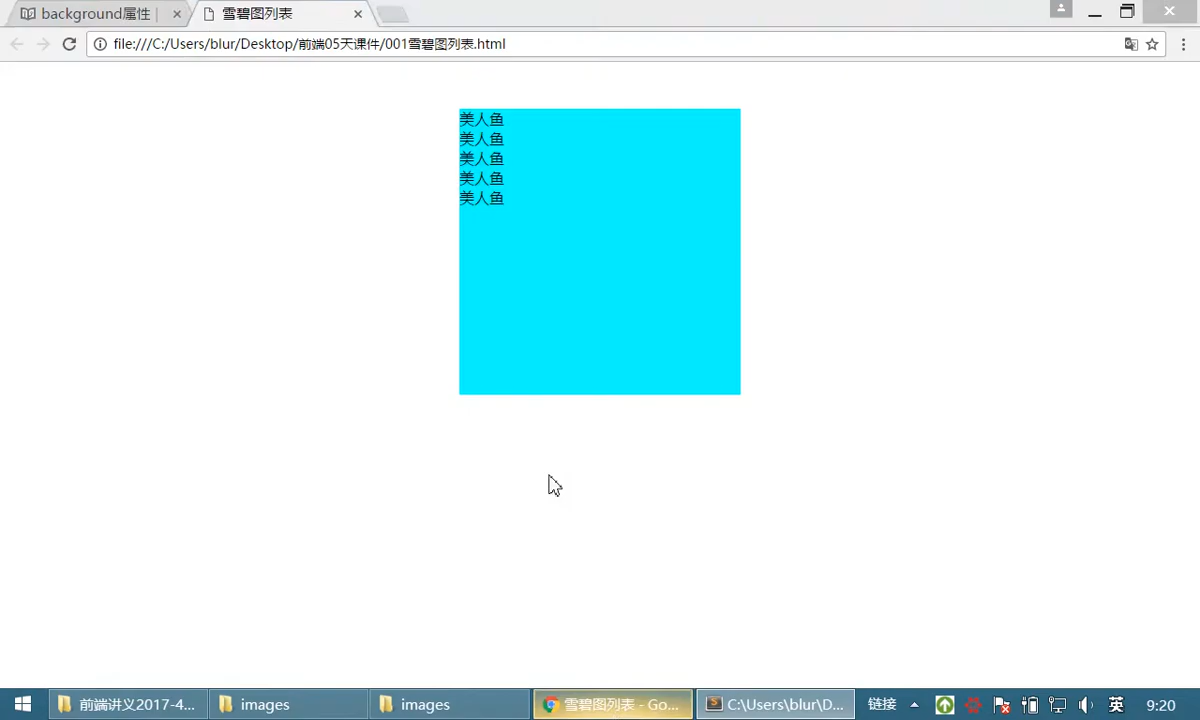 background属性
雪碧图列表
file:///C:/Users/blur/Desktop/前端05天课件/001雪碧图列表.html
美人鱼
美人鱼
美人鱼
美人鱼
美人鱼
前端讲义2017-4...
images
images
雪碧图列表 - Go...
C:\Users\blur\D...
链接
英
9:20